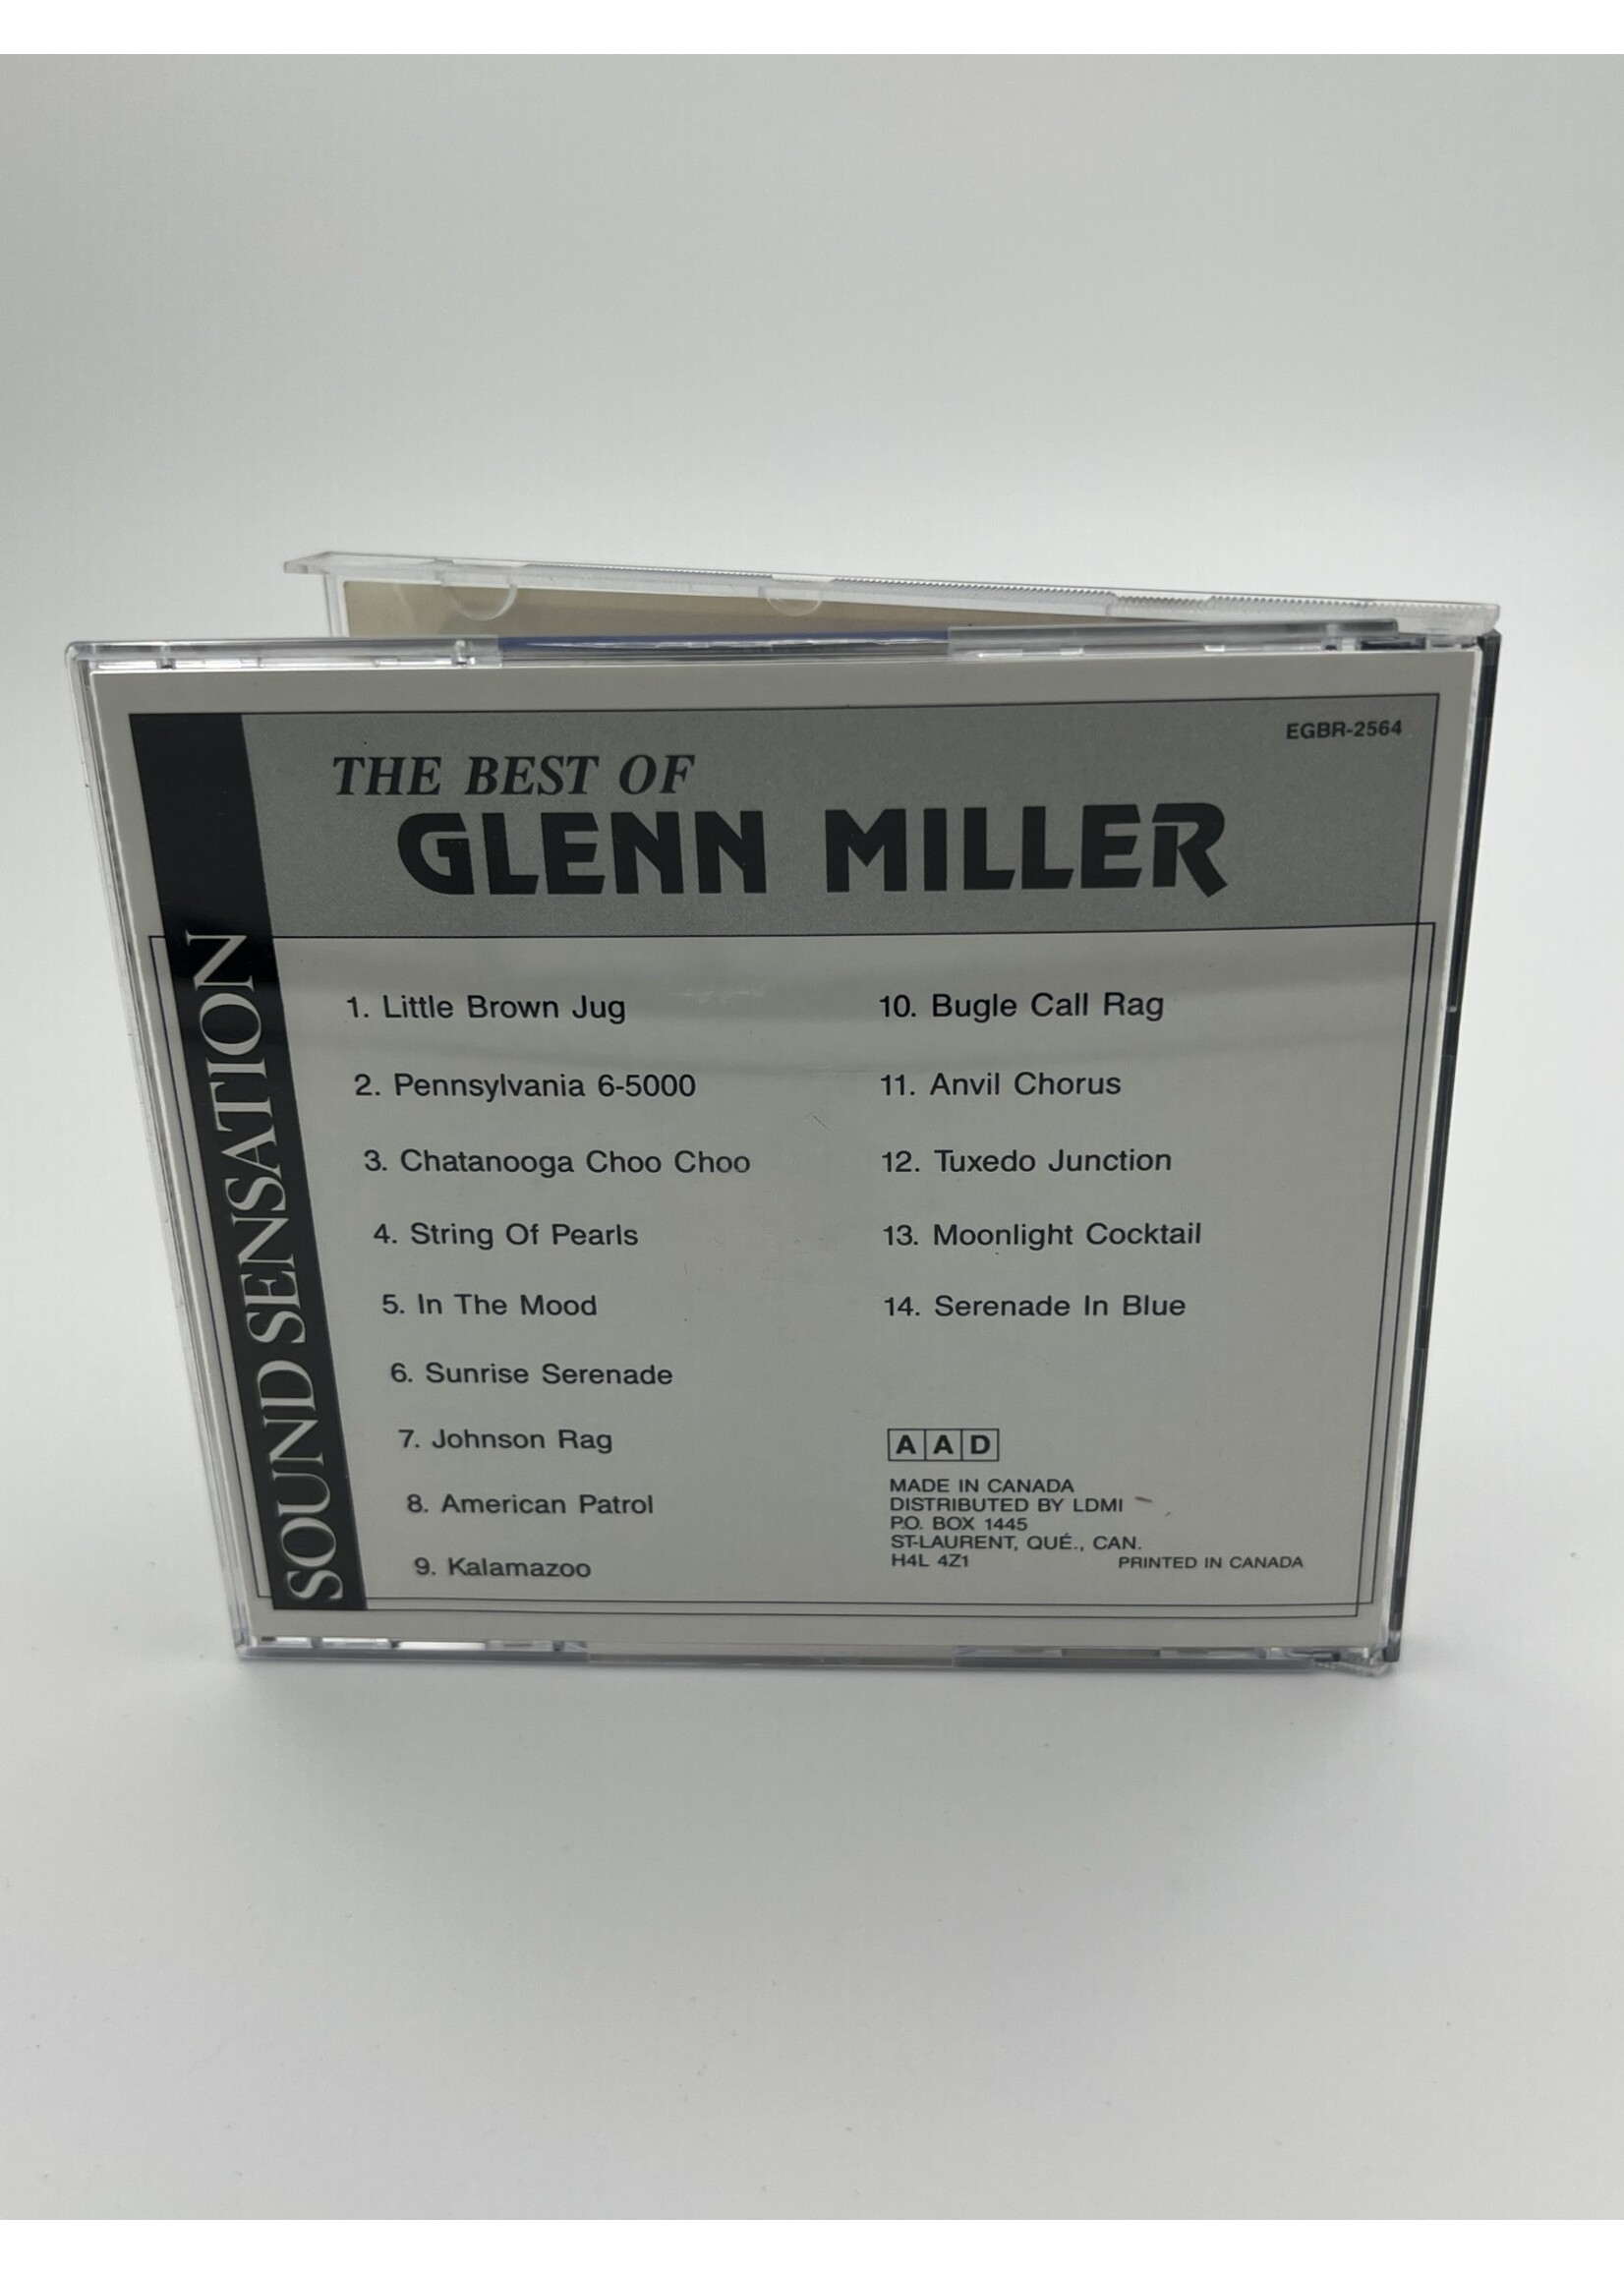 EGBR-2564
THE BEST OF
GLENN MILLER
SOUND SENSATION
1. Little Brown Jug
2. Pennsylvania 6-5000
3. Chatanooga Choo Choo
4. String Of Pearls
5. In The Mood
6. Sunrise Serenade
7. Johnson Rag
8. American Patrol
9. Kalamazoo
10. Bugle Call Rag
11. Anvil Chorus
12. Tuxedo Junction
13. Moonlight Cocktail
14. Serenade In Blue
A A D
MADE IN CANADA
DISTRIBUTED BY LDMI
P.O. BOX 1445
ST-LAURENT, QUÉ., CAN.
H4L 4Z1
PRINTED IN CANADA